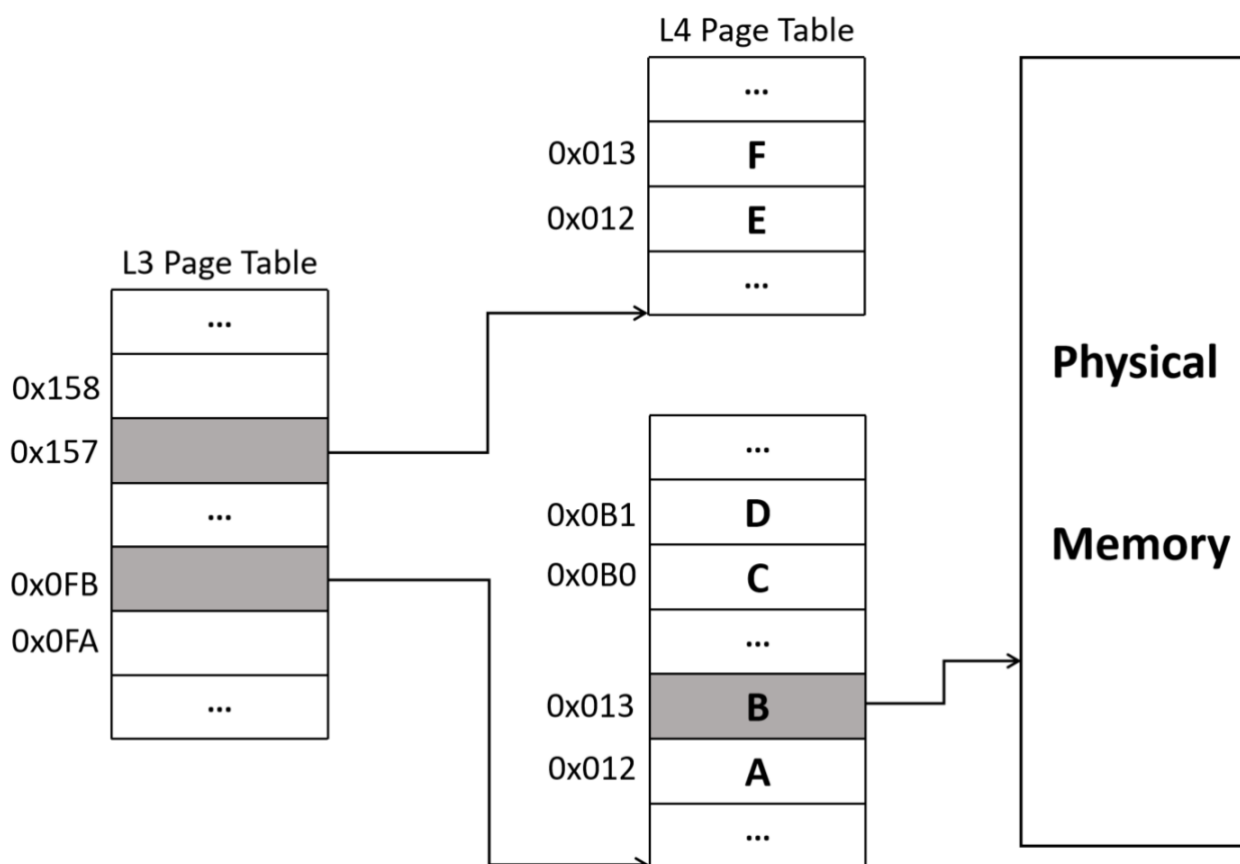 L4 Page Table
...
0x013 F
0x012 E
...
L3 Page Table
...
0x158
0x157
...
0x0FB
0x0FA
...
...
0x0B1 D
0x0B0 C
...
0x013 B
0x012 A
...
Physical
Memory